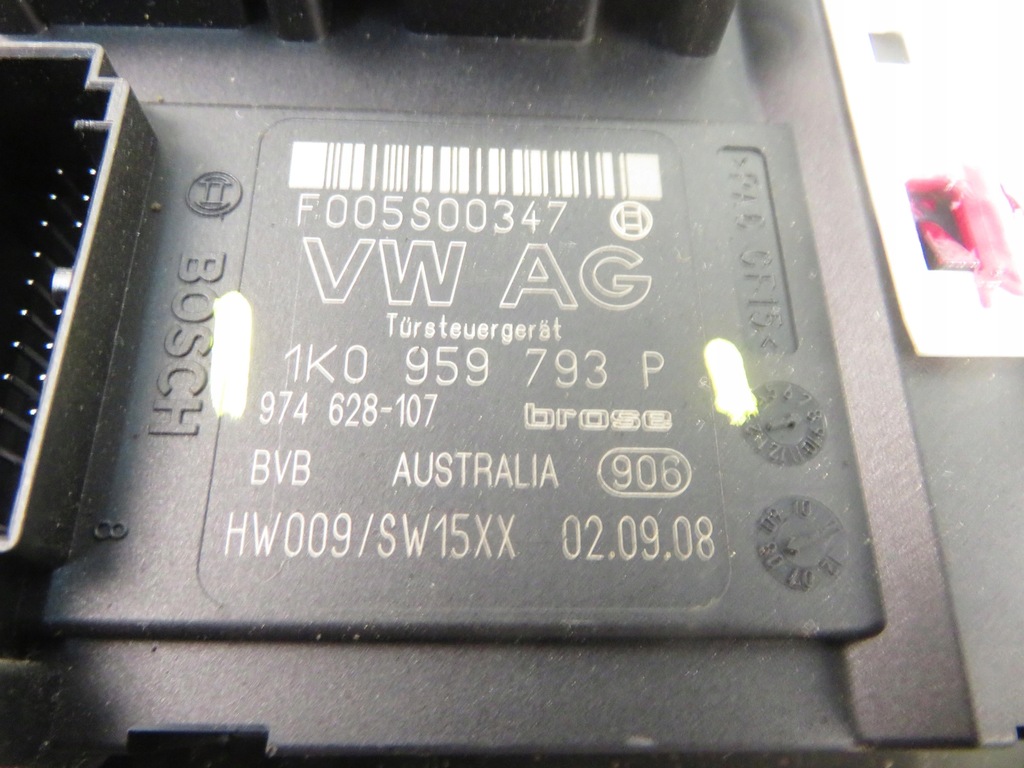 F005S00347
VW AG
Türsteuergerät
1K0 959 793 P
974 628-107 brose
BVB AUSTRALIA 906
HW009/SW15XX 02.09.08
BOSCH
8